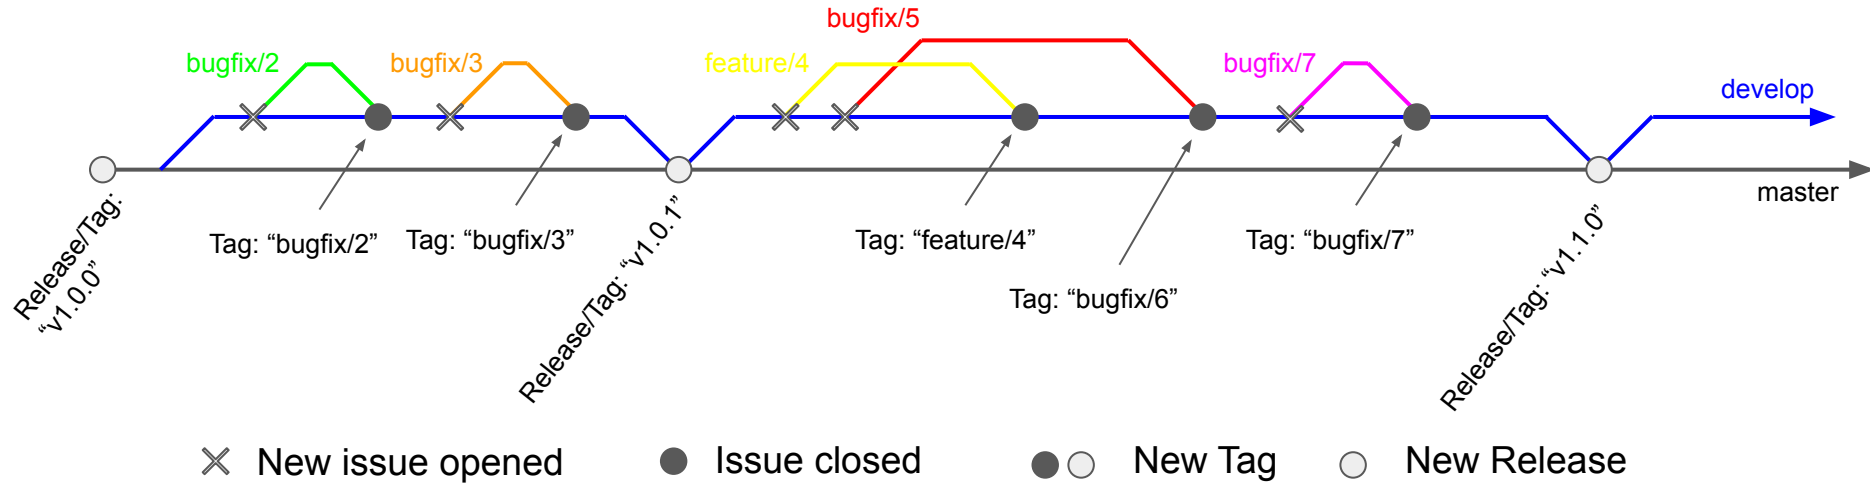 bugfix/5
bugfix/2
bugfix/3
feature/4
bugfix/7
develop
master
Release/Tag:
“v1.0.0”
Tag: “bugfix/2”
Tag: “bugfix/3”
Release/Tag: “v1.0.1”
Tag: “feature/4”
Tag: “bugfix/6”
Tag: “bugfix/7”
Release/Tag: “v1.1.0”
New issue opened
Issue closed
New Tag
New Release